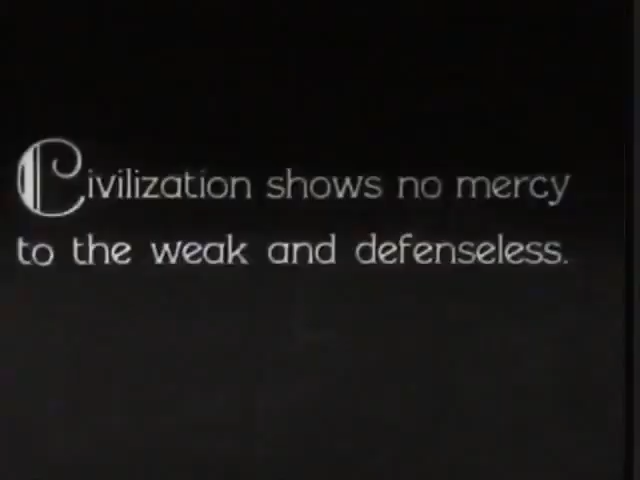 Civilization shows no mercy
to the weak and defenseless.